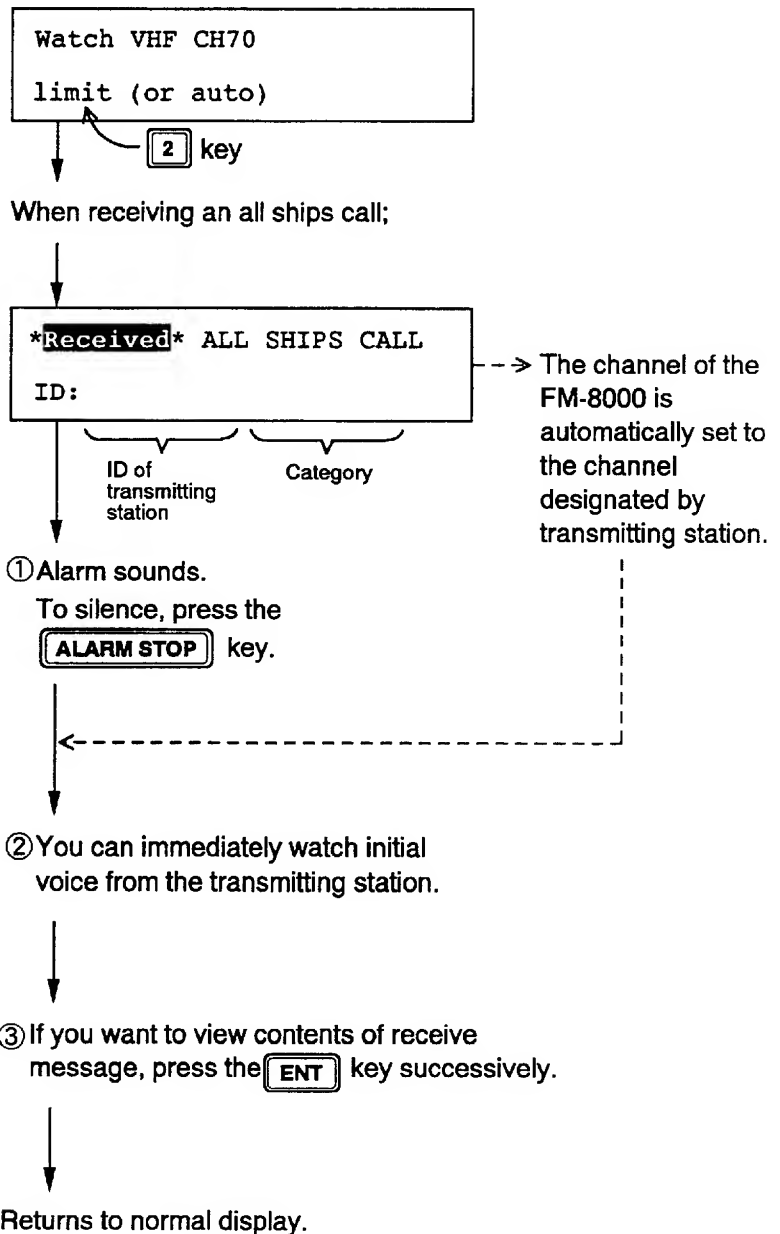 Watch VHF CH70
limit (or auto)
2 key
When receiving an all ships call;
*Received* ALL SHIPS CALL
ID:
ID of
transmitting
station
Category
The channel of the
FM-8000 is
automatically set to
the channel
designated by
transmitting station.
①Alarm sounds.
To silence, press the
ALARM STOP key.
②You can immediately watch initial
voice from the transmitting station.
③If you want to view contents of receive
message, press the ENT key successively.
Returns to normal display.